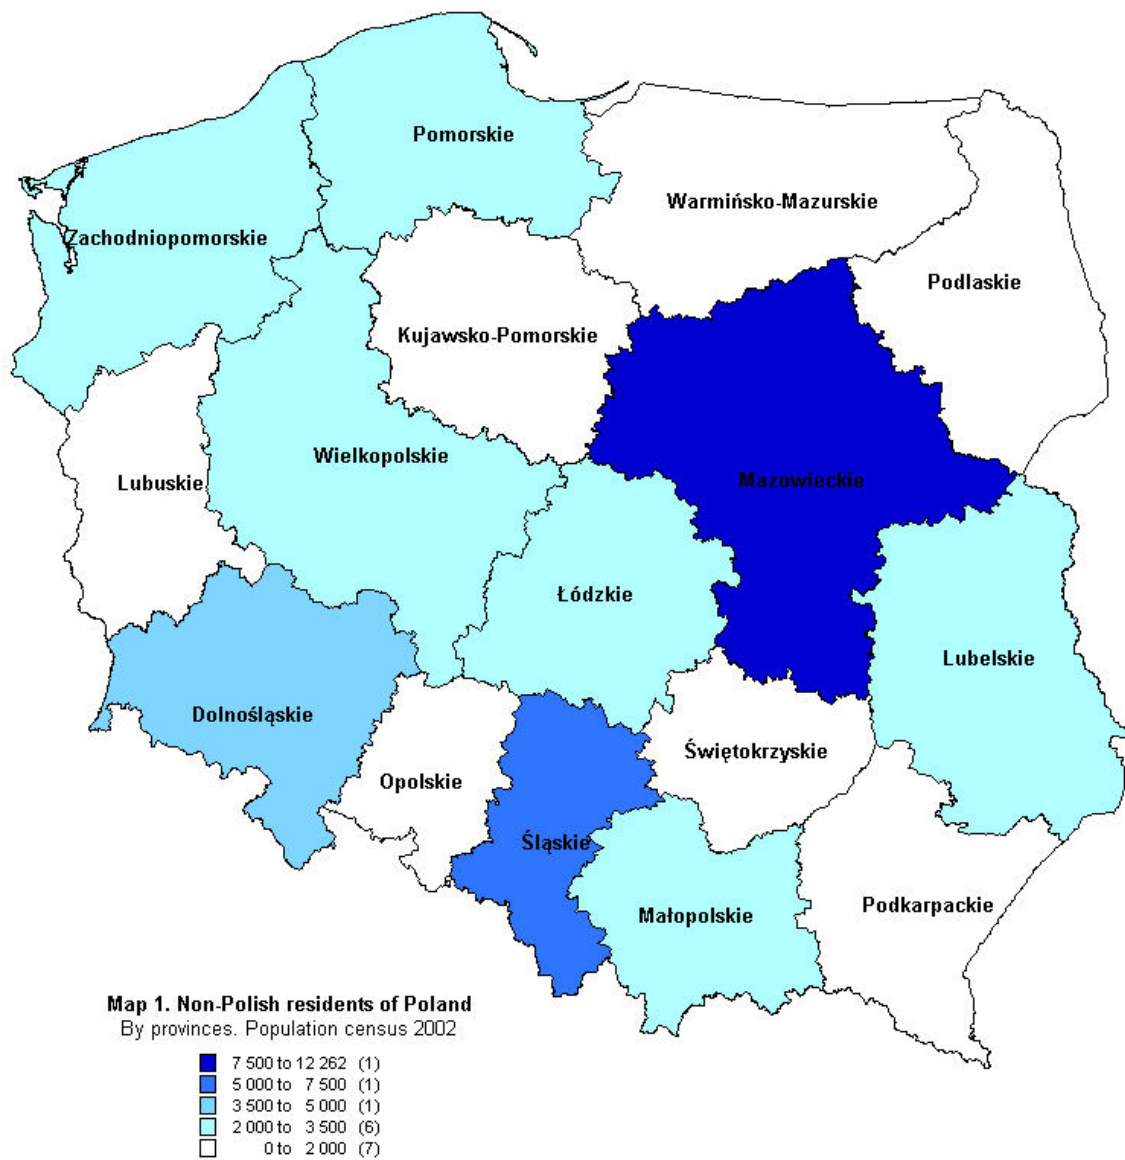 Pomorskie
Warmińsko-Mazurskie
Zachodniopomorskie
Podlaskie
Kujawsko-Pomorskie
Wielkopolskie
Mazowieckie
Lubuskie
Łódzkie
Lubelskie
Dolnośląskie
Świętokrzyskie
Opolskie
Śląskie
Podkarpackie
Małopolskie
Map 1. Non-Polish residents of Poland
By provinces. Population census 2002
7 500 to 12 262 (1)
5 000 to 7 500 (1)
3 500 to 5 000 (1)
2 000 to 3 500 (6)
0 to 2 000 (7)